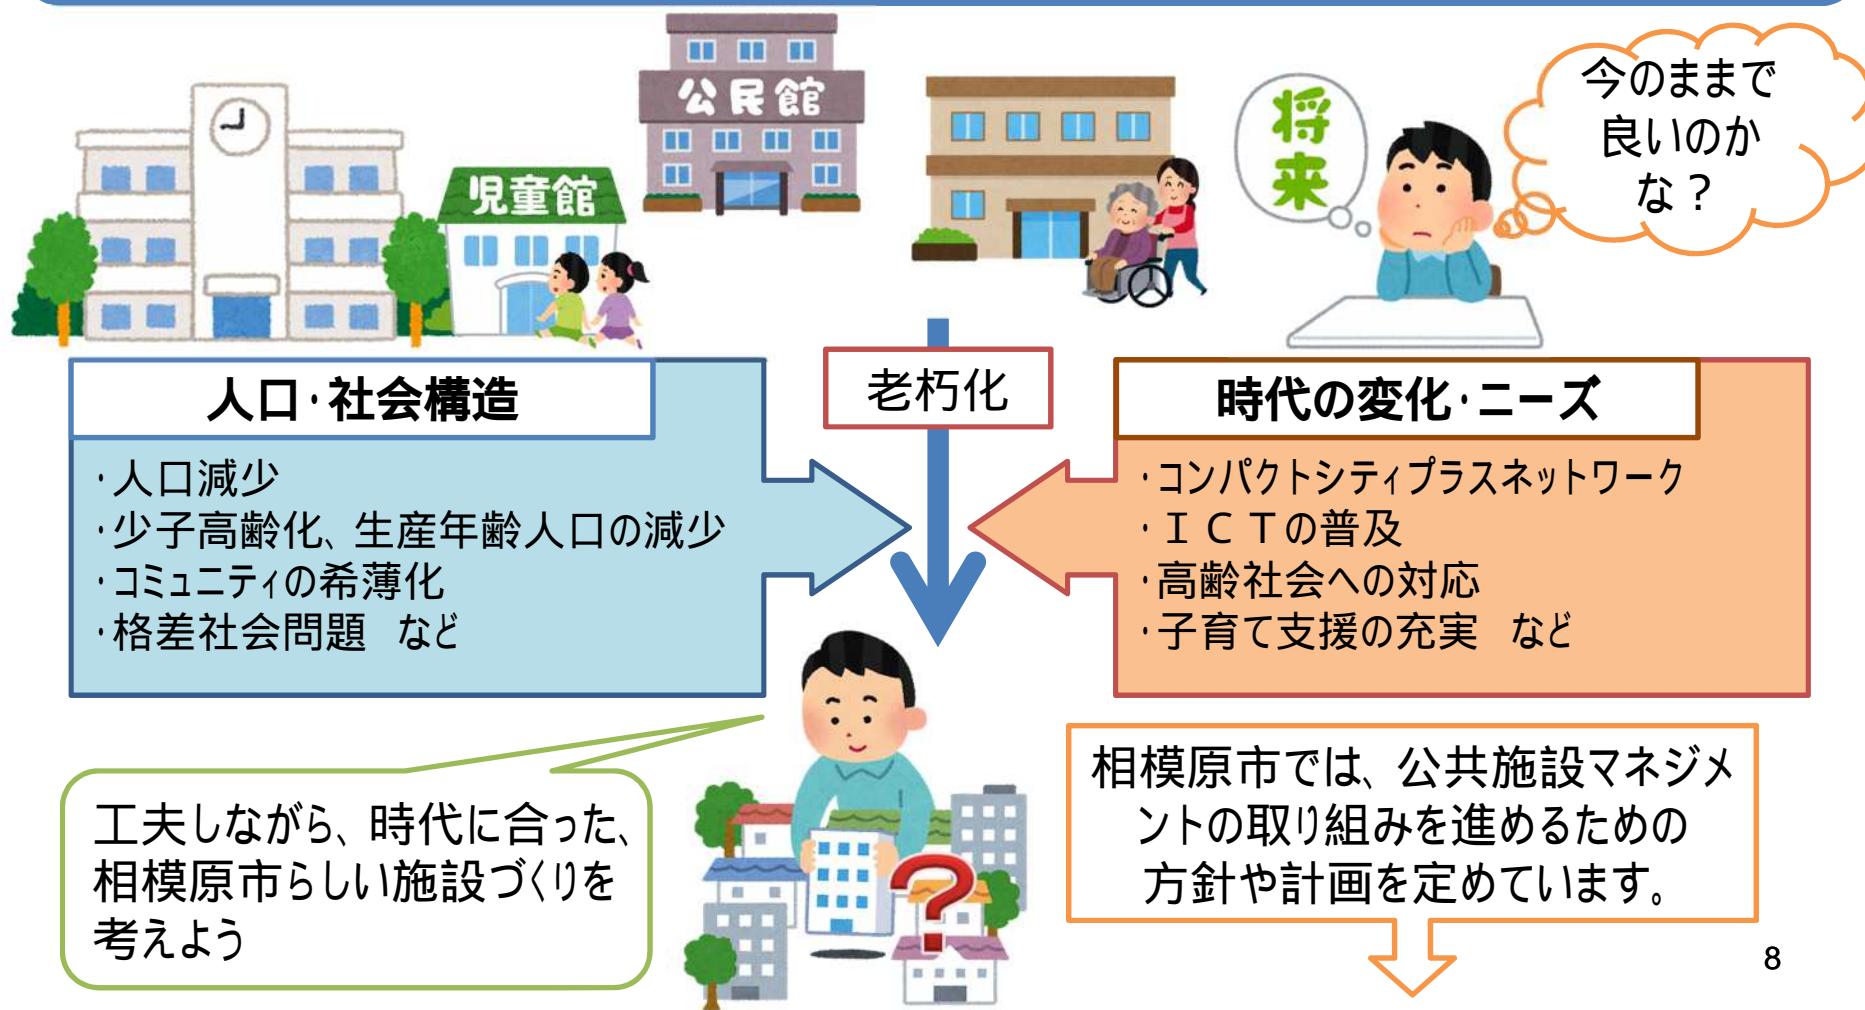 公民館
児童館
将
来
今のままで
良いのか
な？
老朽化
人口・社会構造
・人口減少
・少子高齢化、生産年齢人口の減少
・コミュニティの希薄化
・格差社会問題　など
時代の変化・ニーズ
・コンパクトシティプラスネットワーク
・ＩＣＴの普及
・高齢社会への対応
・子育て支援の充実　など
工夫しながら、時代に合った、
相模原市らしい施設づくりを
考えよう
?
相模原市では、公共施設マネジメ
ントの取り組みを進めるための
方針や計画を定めています。
8